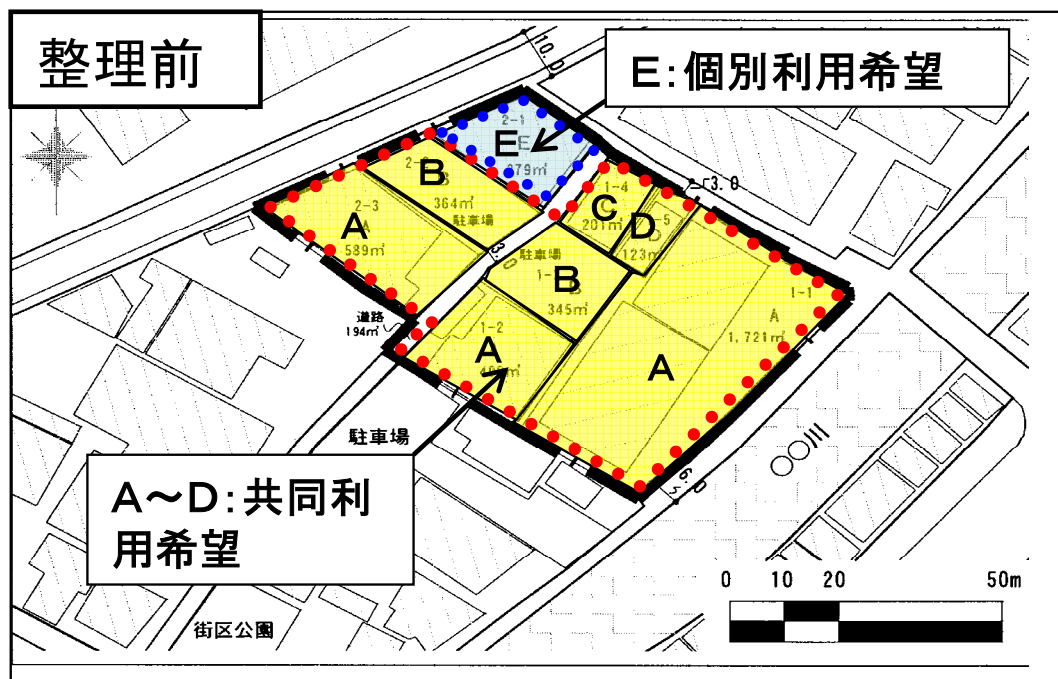 整理前
10.0
E:個別利用希望
2-1
E
B
364㎡
駐車場
2-3
A
589㎡
1-4
C
201㎡
D
123㎡
3.0
3.0
駐車場
B
345㎡
1-1
A
1,721㎡
A
道路
194㎡
1-2
A
駐車場
○○川
6.0
A～D:共同利
用希望
街区公園
0 10 20 50m